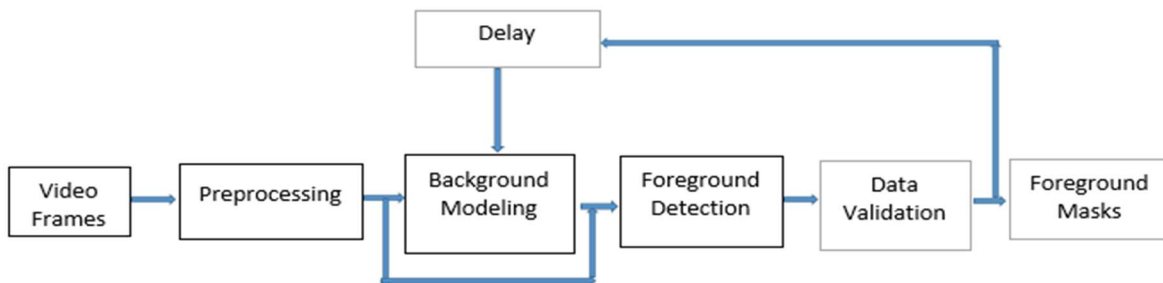 Delay
Video
Frames
Preprocessing
Background
Modeling
Foreground
Detection
Data
Validation
Foreground
Masks